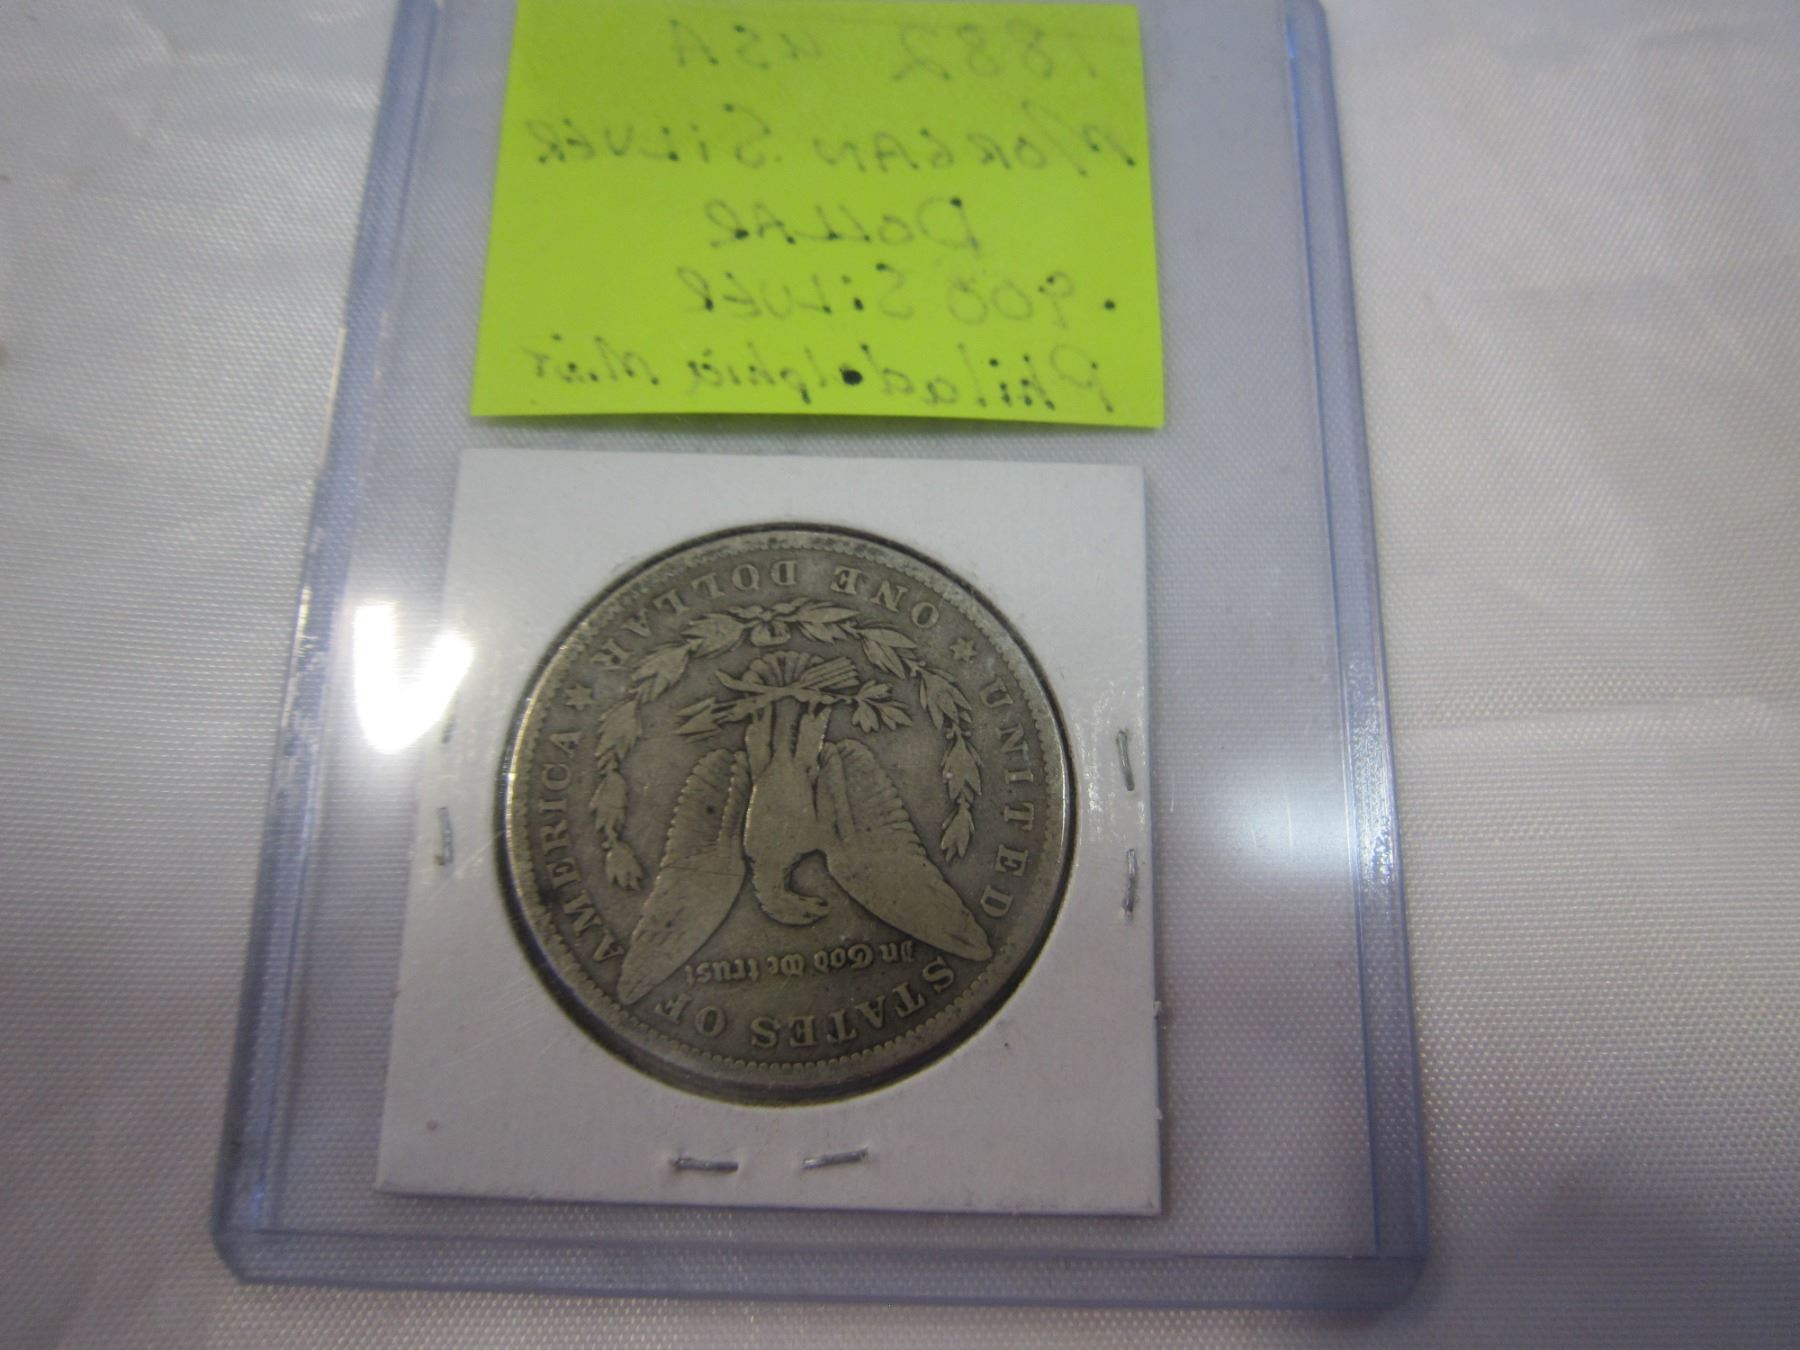 1882 USA
MORGAN SILVER
DOLLAR
.900 SILVER
Philadelphia Mint
UNITED STATES OF AMERICA
In God We trust
ONE DOLLAR